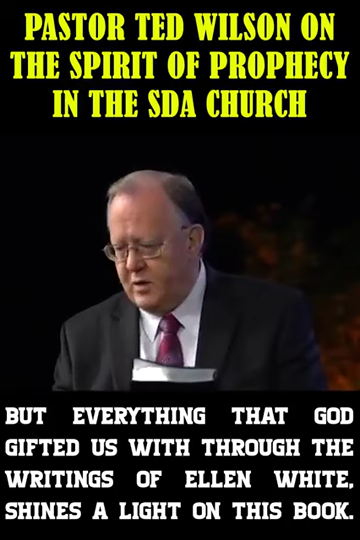 PASTOR TED WILSON ON
THE SPIRIT OF PROPHECY
IN THE SDA CHURCH
BUT EVERYTHING THAT GOD
GIFTED US WITH THROUGH THE
WRITINGS OF ELLEN WHITE,
SHINES A LIGHT ON THIS BOOK.